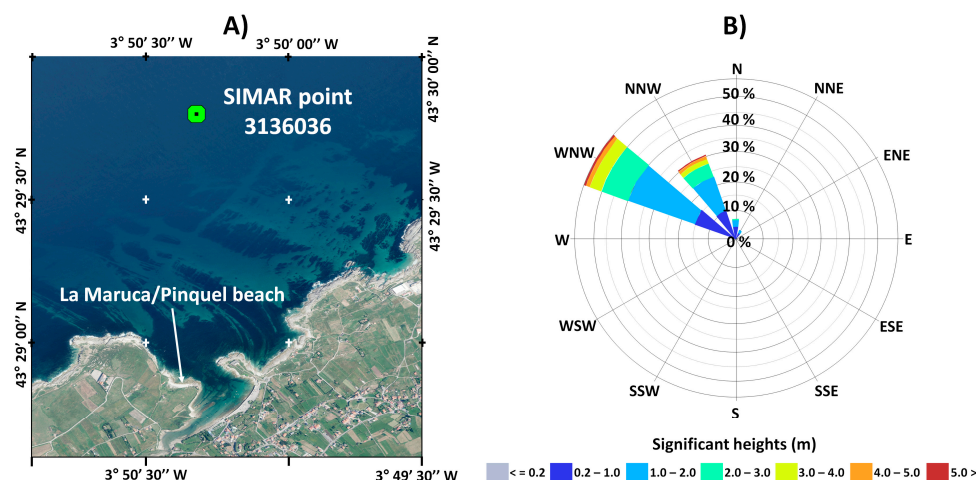 A)
3° 50' 30'' W
3° 50' 00'' W
43° 30' 00'' N
SIMAR point
3136036
43° 29' 30'' N
43° 29' 30'' N
La Maruca/Pinquel beach
43° 29' 00'' N
43° 29' 00'' N
3° 50' 30'' W
3° 49' 30'' W
B)
N
NNW
NNE
50 %
40 %
WNW
ENE
30 %
20 %
10 %
W
0 %
E
WSW
ESE
SSW
SSE
S
Significant heights (m)
< = 0.2
0.2 – 1.0
1.0 – 2.0
2.0 – 3.0
3.0 – 4.0
4.0 – 5.0
5.0 >